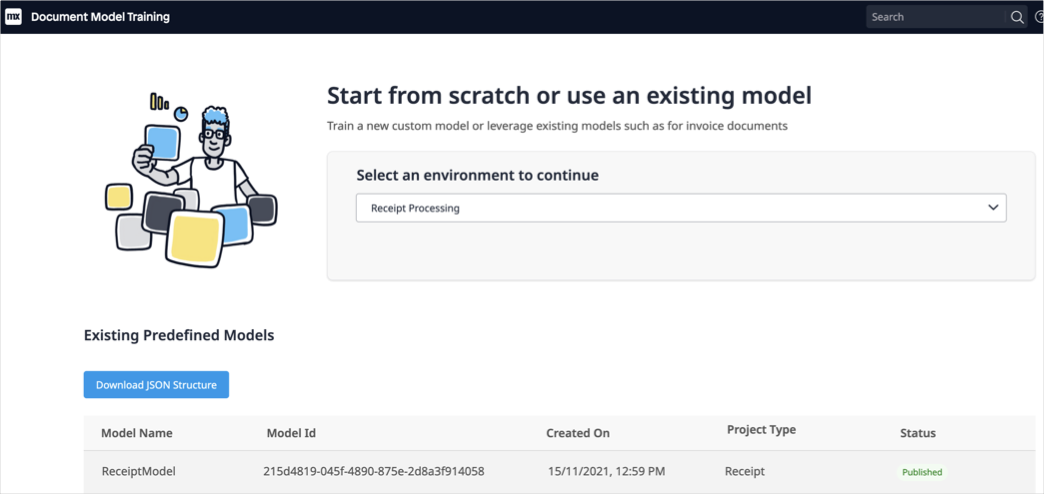 mx Document Model Training
Search
Start from scratch or use an existing model
Train a new custom model or leverage existing models such as for invoice documents
Select an environment to continue
Receipt Processing
Existing Predefined Models
Download JSON Structure
Model Name Model Id Created On Project Type Status
ReceiptModel 215d4819-045f-4890-875e-2d8a3f914058 15/11/2021, 12:59 PM Receipt Published